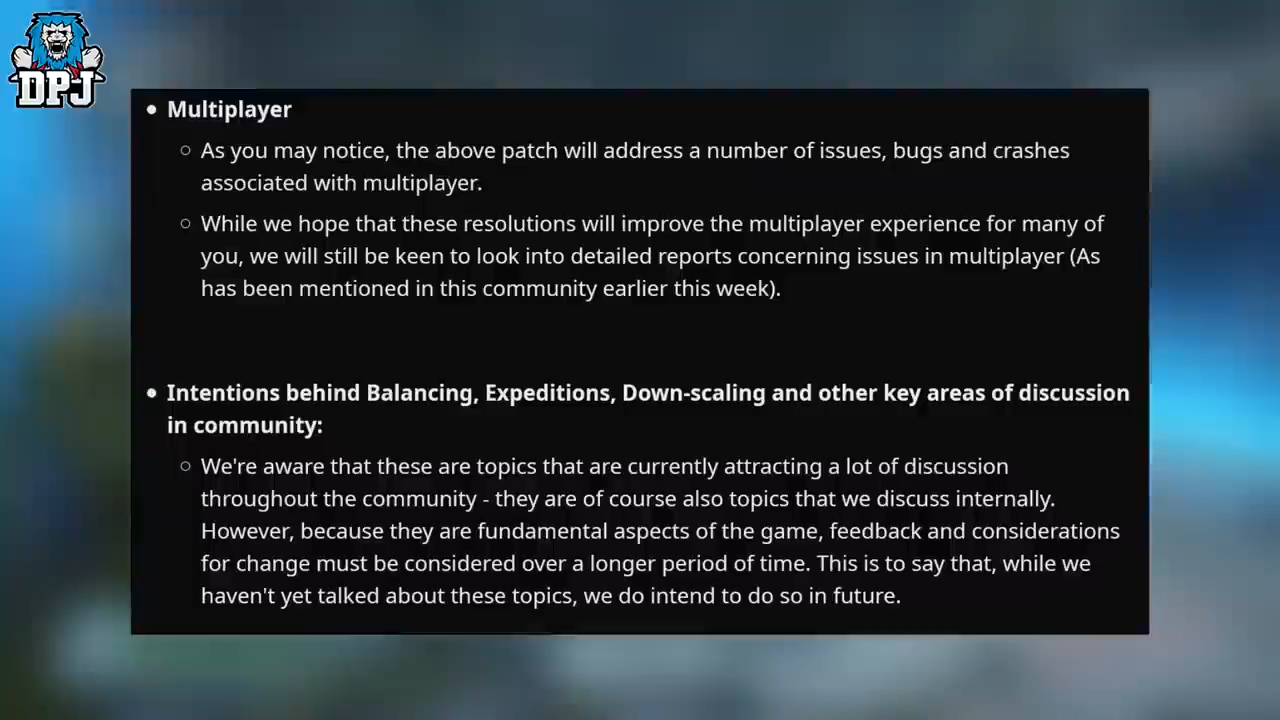 DPJ
Multiplayer
As you may notice, the above patch will address a number of issues, bugs and crashes
associated with multiplayer.
While we hope that these resolutions will improve the multiplayer experience for many of
you, we will still be keen to look into detailed reports concerning issues in multiplayer (As
has been mentioned in this community earlier this week).
Intentions behind Balancing, Expeditions, Down-scaling and other key areas of discussion
in community:
We're aware that these are topics that are currently attracting a lot of discussion
throughout the community - they are of course also topics that we discuss internally.
However, because they are fundamental aspects of the game, feedback and considerations
for change must be considered over a longer period of time. This is to say that, while we
haven't yet talked about these topics, we do intend to do so in future.